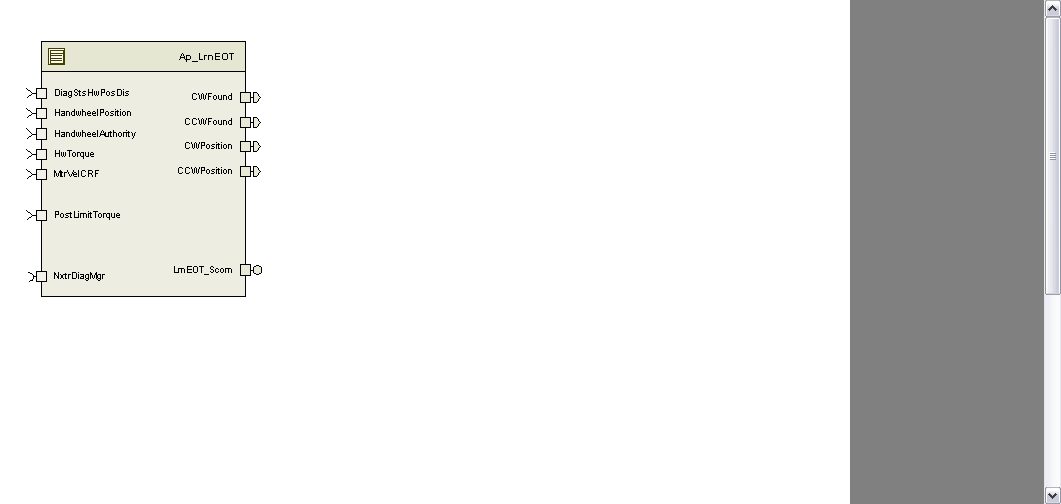 Ap_LrnEOT
DiagStsHwPosDis
HandwheelPosition
HandwheelAuthority
HwTorque
MtrVelCRF
PostLimitTorque
NxtrDiagMgr
CWFound
CCWFound
CWPosition
CCWPosition
LrnEOT_Scom